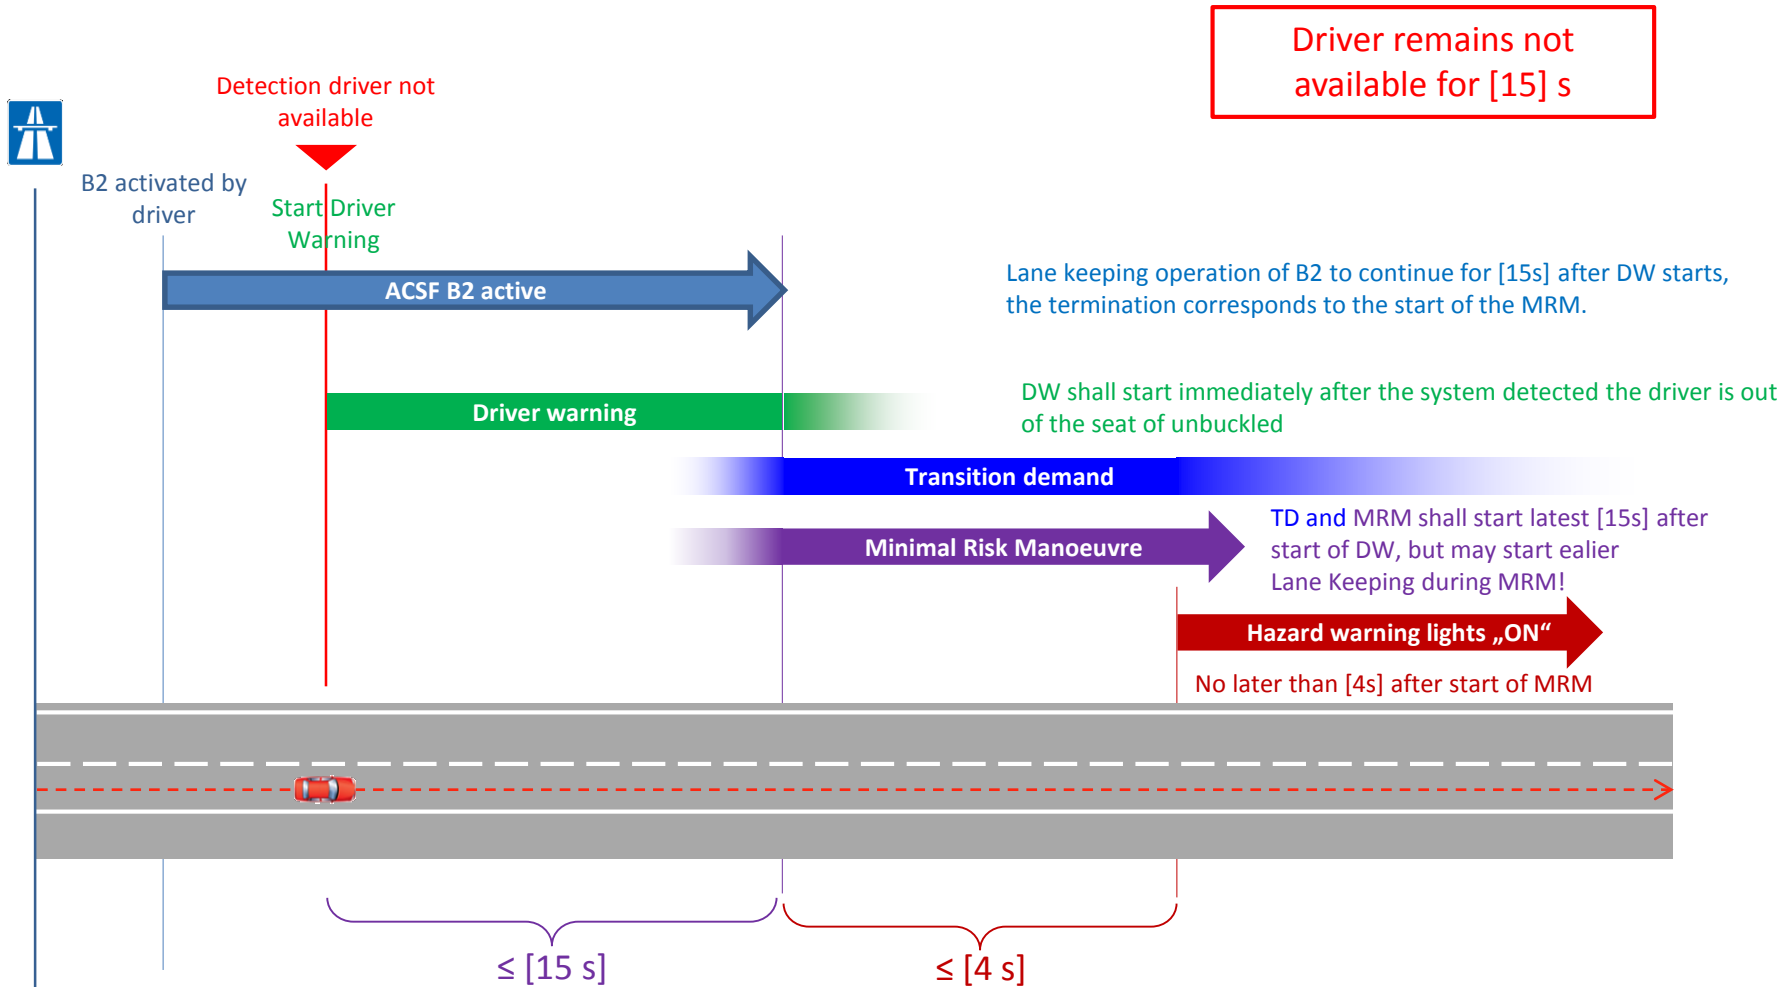 Driver remains not
available for [15] s
Detection driver not
available
B2 activated by
driver
Start Driver
Warning
ACSF B2 active
Lane keeping operation of B2 to continue for [15s] after DW starts,
the termination corresponds to the start of the MRM.
Driver warning
DW shall start immediately after the system detected the driver is out
of the seat of unbuckled
Transition demand
Minimal Risk Manoeuvre
TD and MRM shall start latest [15s] after
start of DW, but may start ealier
Lane Keeping during MRM!
Hazard warning lights „ON“
No later than [4s] after start of MRM
≤ [15 s]
≤ [4 s]